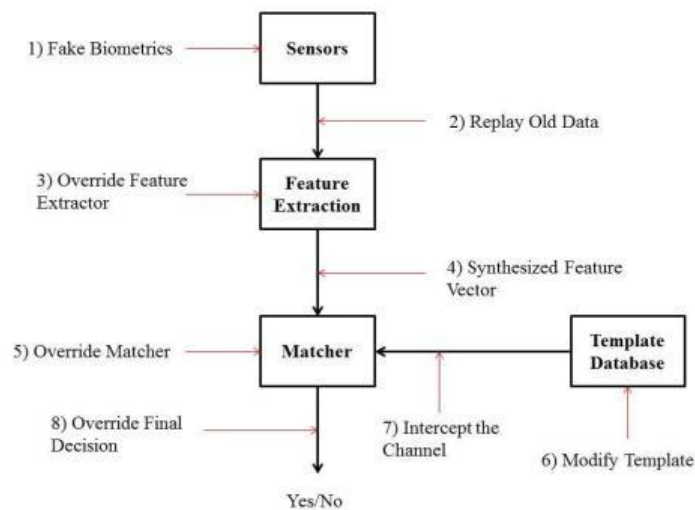 1) Fake Biometrics
Sensors
2) Replay Old Data
3) Override Feature
Extractor
Feature
Extraction
4) Synthesized Feature
Vector
5) Override Matcher
Matcher
Template
Database
8) Override Final
Decision
7) Intercept the
Channel
6) Modify Template
Yes/No